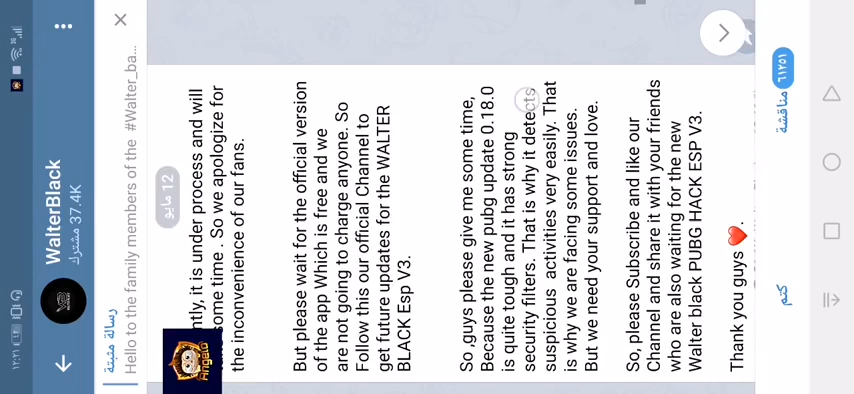 ١٢:٢١
WalterBlack
37.4K مشترك
رسالة مثبتة
Hello to the family members of the #Walter_ba...
ntly, it is under process and will
some time . So we apologize for
the inconvenience of our fans.
12 مايو
But please wait for the official version
of the app Which is free and we
are not going to charge anyone. So
Follow this our official Channel to
get future updates for the WALTER
BLACK Esp V3.
So ,guys please give me some time,
Because the new pubg update 0.18.0
is quite tough and it has strong
security filters. That is why it detects
suspicious activities very easily. That
is why we are facing some issues.
But we need your support and love.
So, please Subscribe and like our
Channel and share it with your friends
who are also waiting for the new
Walter black PUBG HACK ESP V3.
Thank you guys ❤️.
Angelo
كتم
مناقشة ٦١٢٥١